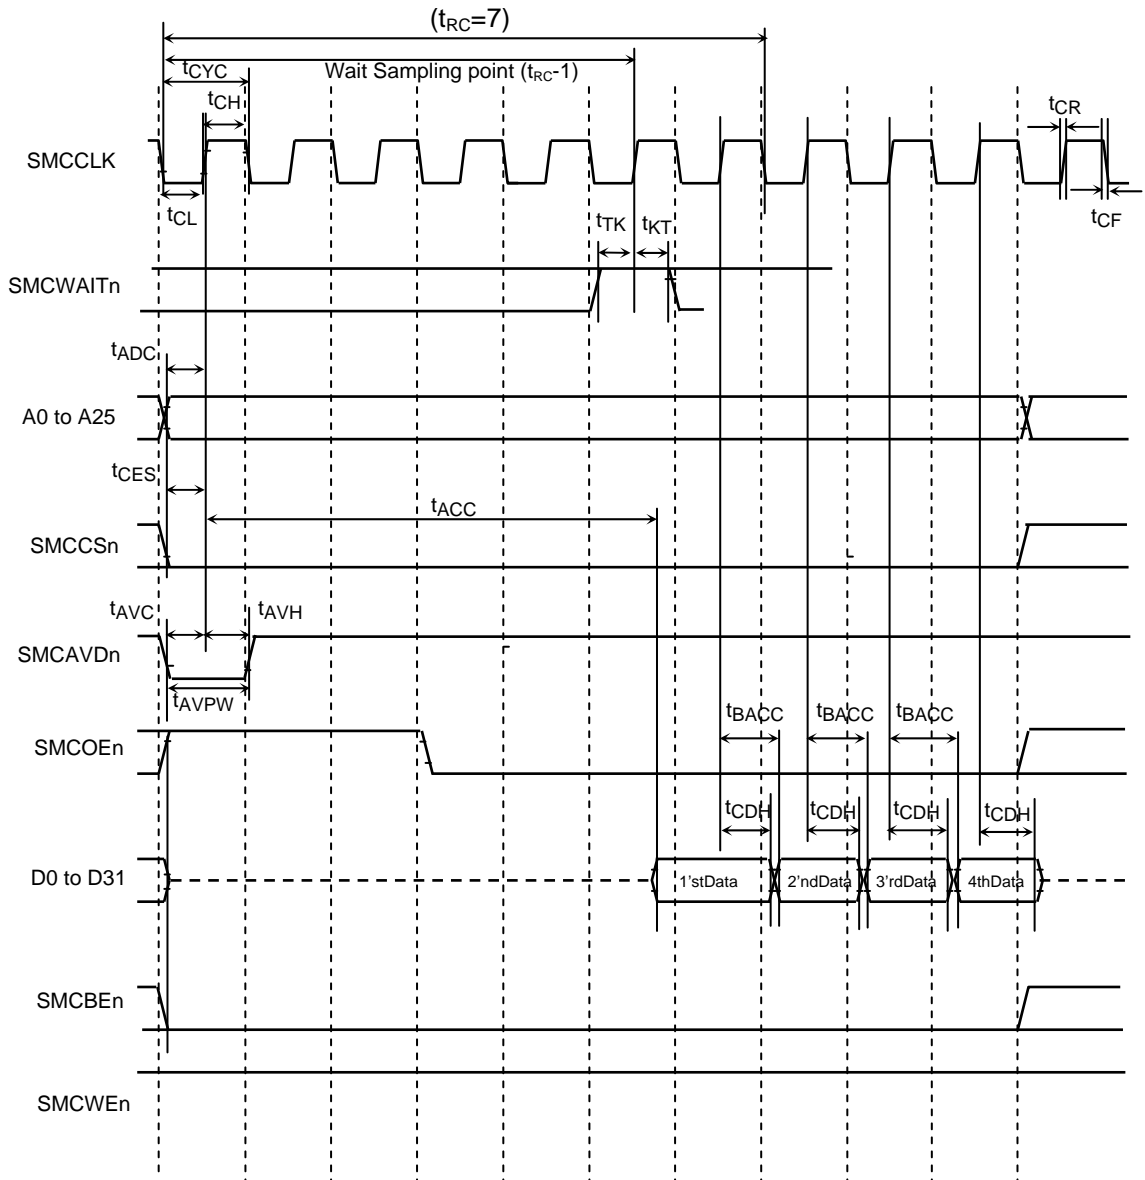 (tRC=7)
tCYC
Wait Sampling point (tRC-1)
tCH
tCR
SMCCLK
tCL
tCF
tTK
tKT
SMCWAITn
tADC
A0 to A25
tCES
tACC
SMCCSn
tAVC
tAVH
SMCAVDn
tAVPW
tBACC
tBACC
tBACC
SMCOEn
tCDH
tCDH
tCDH
tCDH
D0 to D31
1'stData
2'ndData
3'rdData
4thData
SMCBEn
SMCWEn